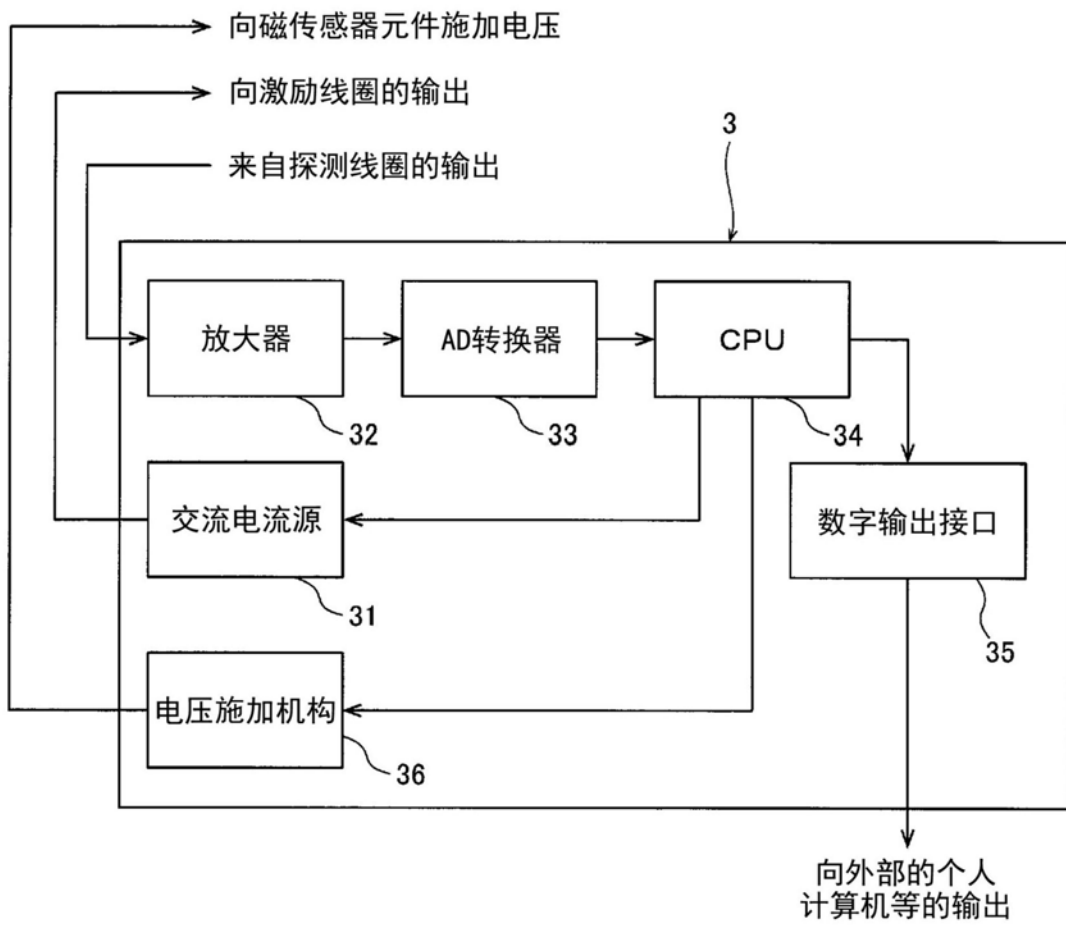 向磁传感器元件施加电压
向激励线圈的输出
来自探测线圈的输出
3
放大器
AD转换器
CPU
32
33
34
交流电流源
数字输出接口
31
35
电压施加机构
36
向外部的个人
计算机等的输出